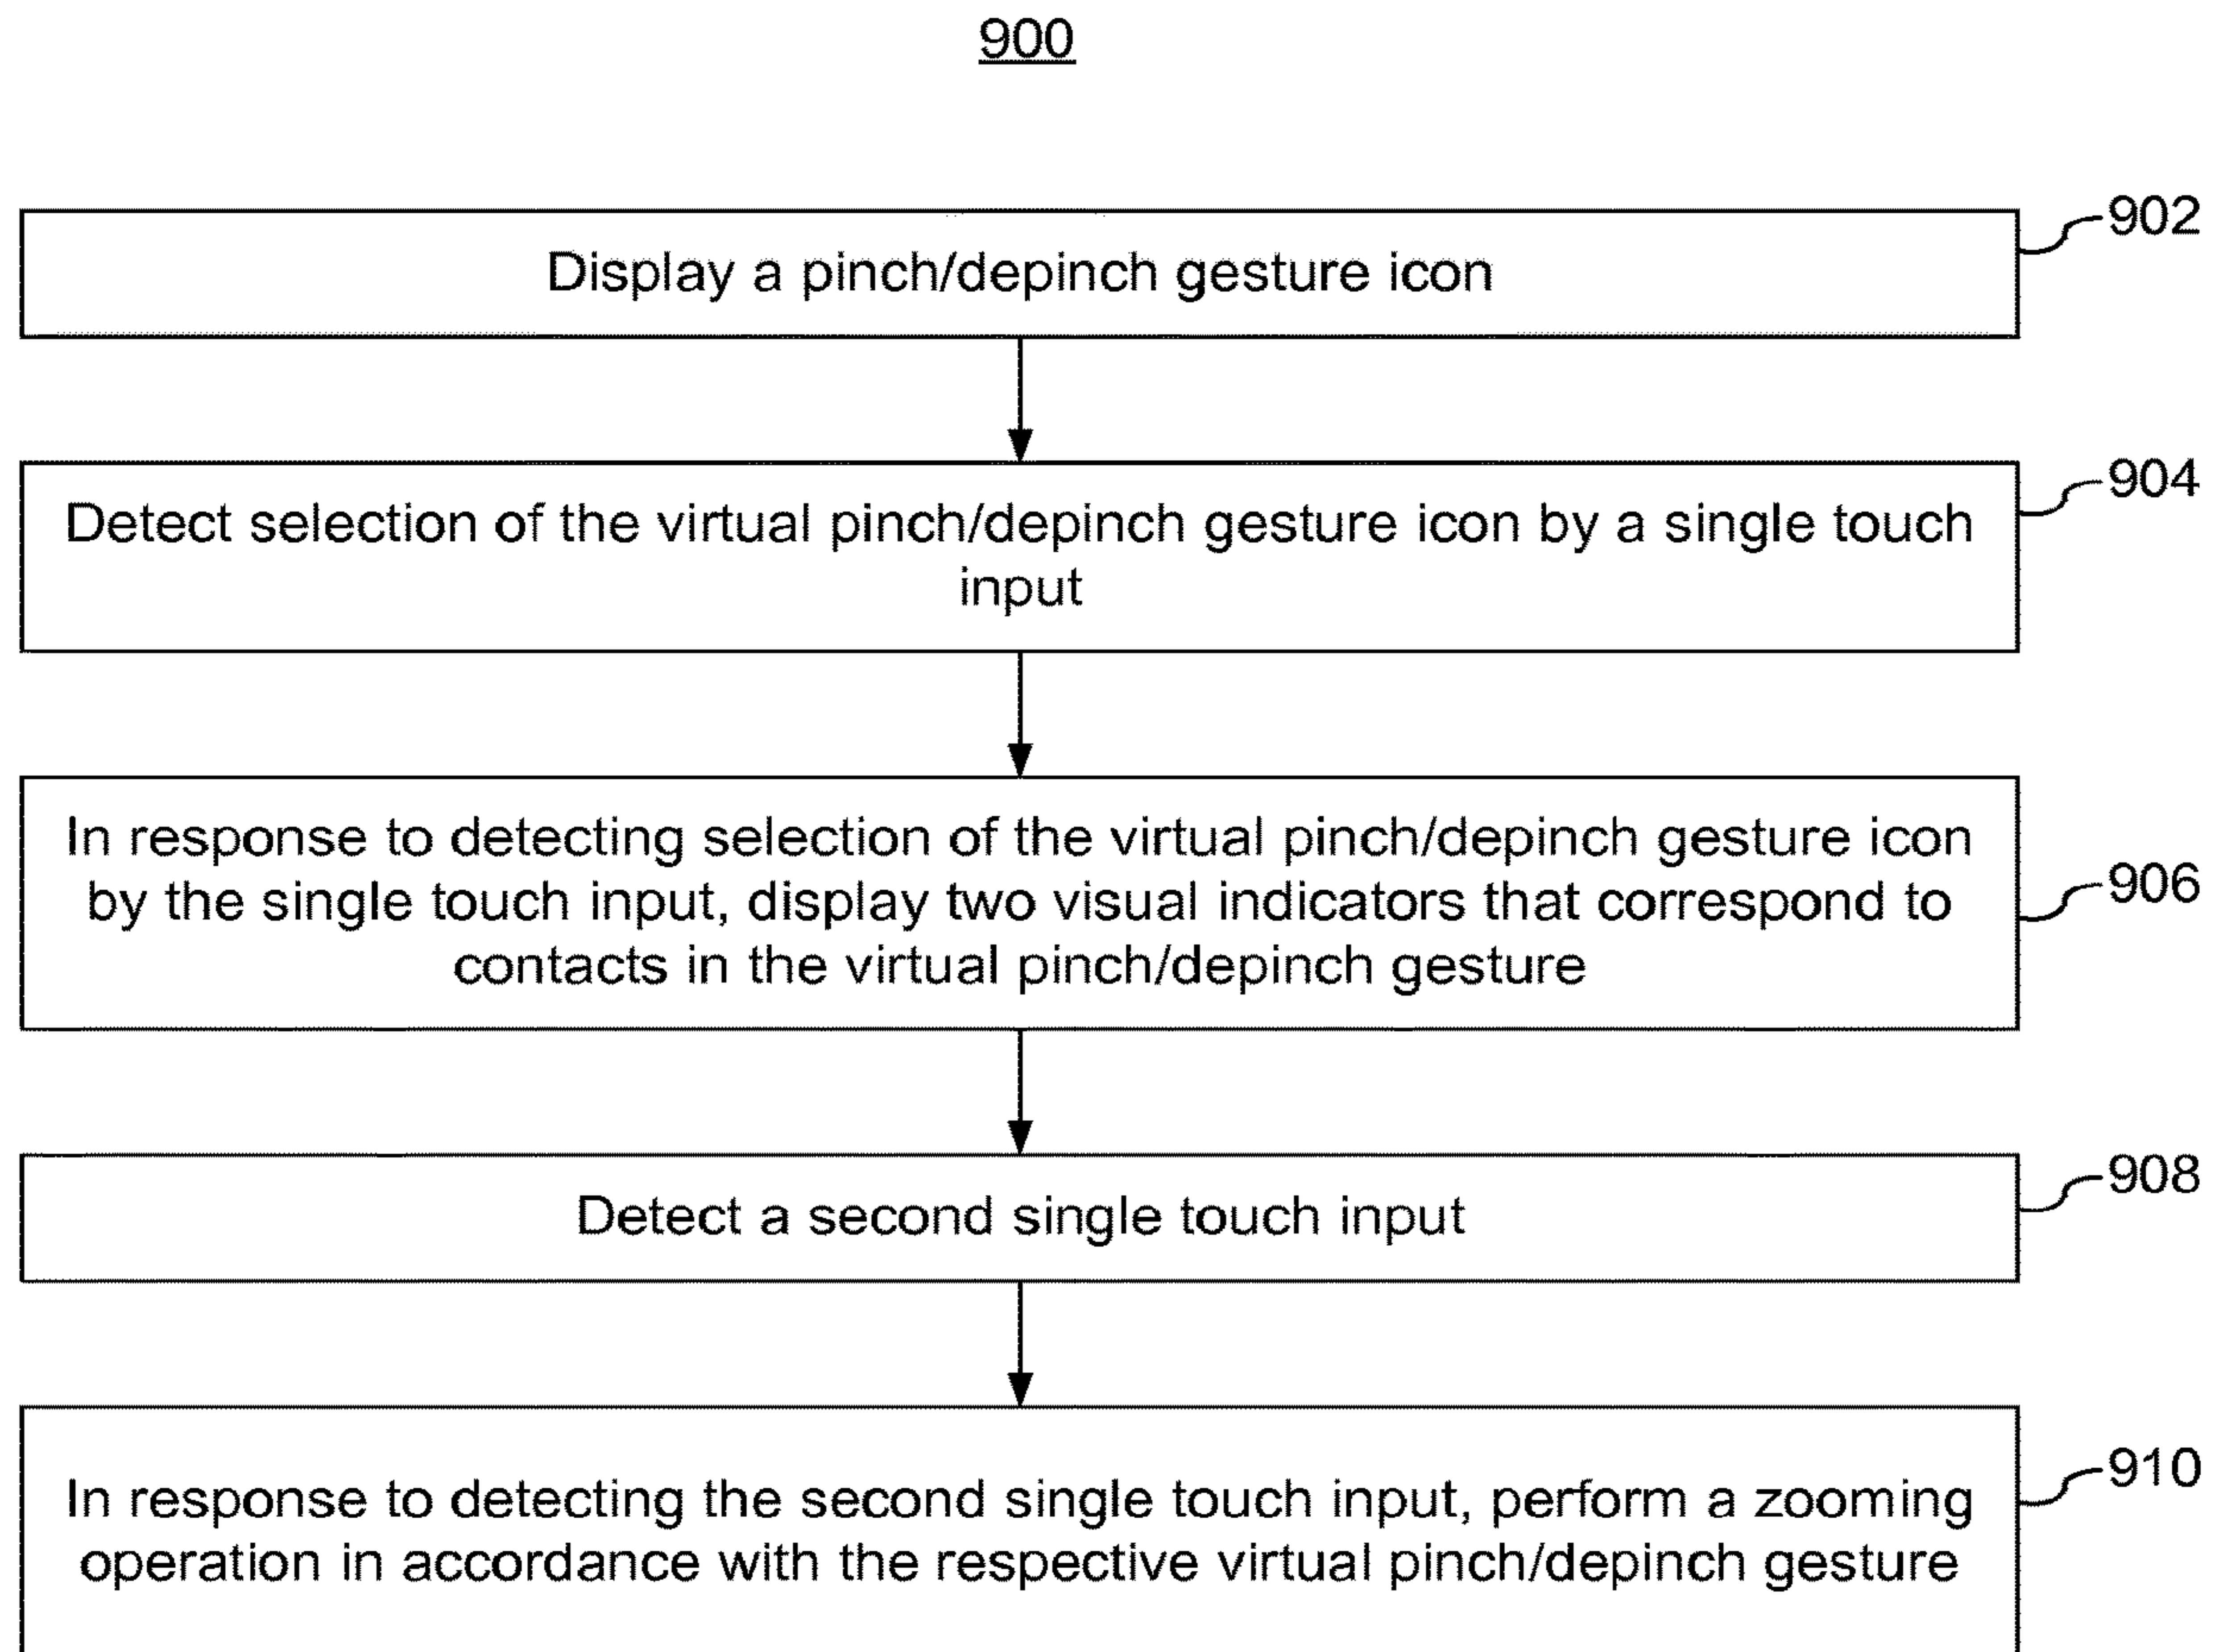 900
902
Display a pinch/depinch gesture icon
904
Detect selection of the virtual pinch/depinch gesture icon by a single touch
input
906
In response to detecting selection of the virtual pinch/depinch gesture icon
by the single touch input, display two visual indicators that correspond to
contacts in the virtual pinch/depinch gesture
908
Detect a second single touch input
910
In response to detecting the second single touch input, perform a zooming
operation in accordance with the respective virtual pinch/depinch gesture